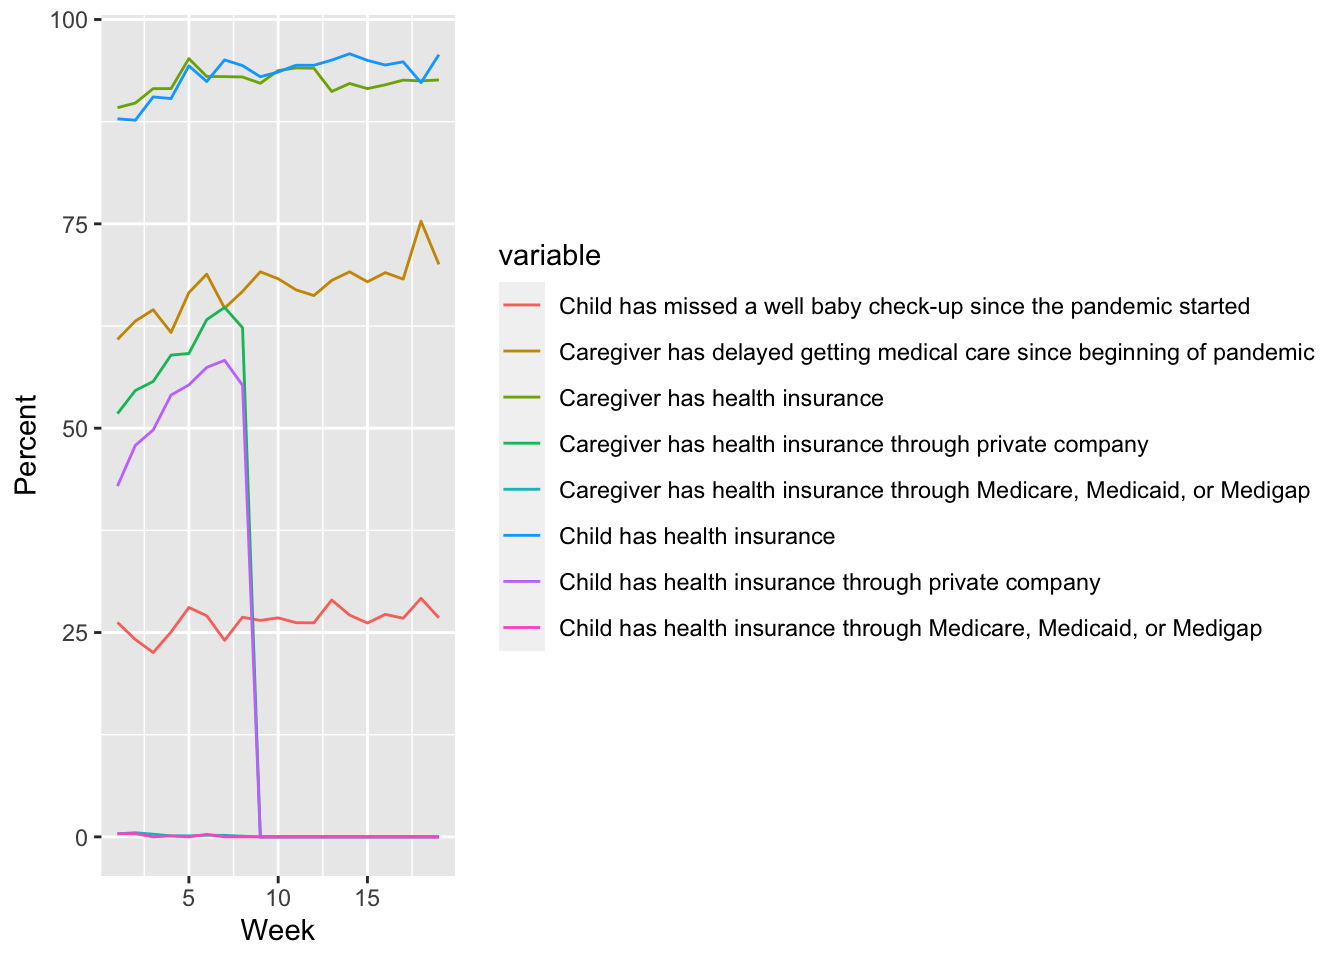 100
75
50
25
0
Percent
5 10 15
Week
variable
Child has missed a well baby check-up since the pandemic started
Caregiver has delayed getting medical care since beginning of pandemic
Caregiver has health insurance
Caregiver has health insurance through private company
Caregiver has health insurance through Medicare, Medicaid, or Medigap
Child has health insurance
Child has health insurance through private company
Child has health insurance through Medicare, Medicaid, or Medigap